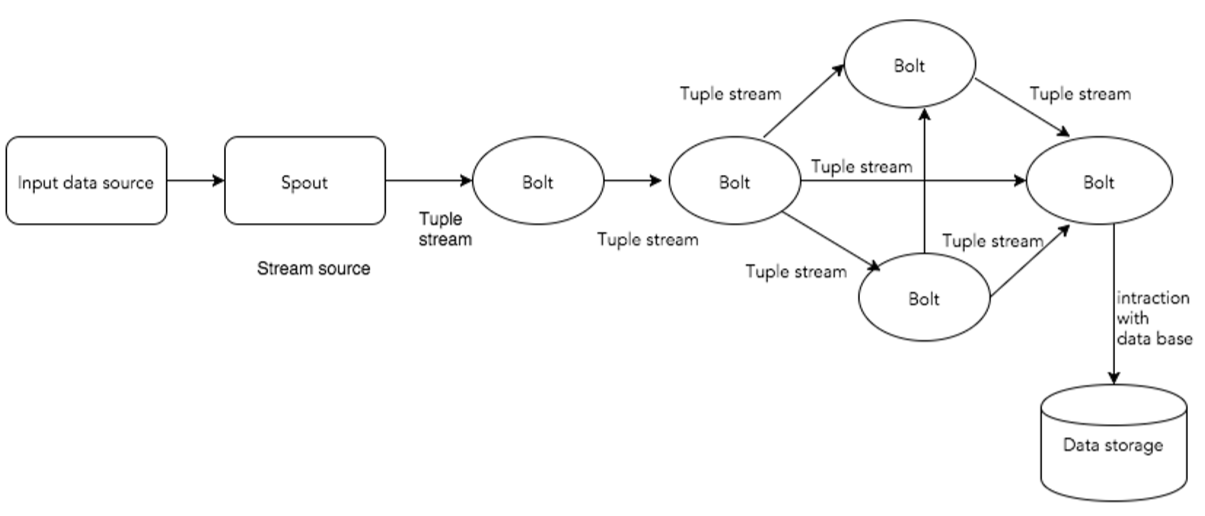 Bolt
Tuple stream
Tuple stream
Input data source
Spout
Bolt
Bolt
Tuple stream
Bolt
Tuple
stream
Tuple stream
Tuple stream
Stream source
Tuple stream
Bolt
intraction
with
data base
Data storage